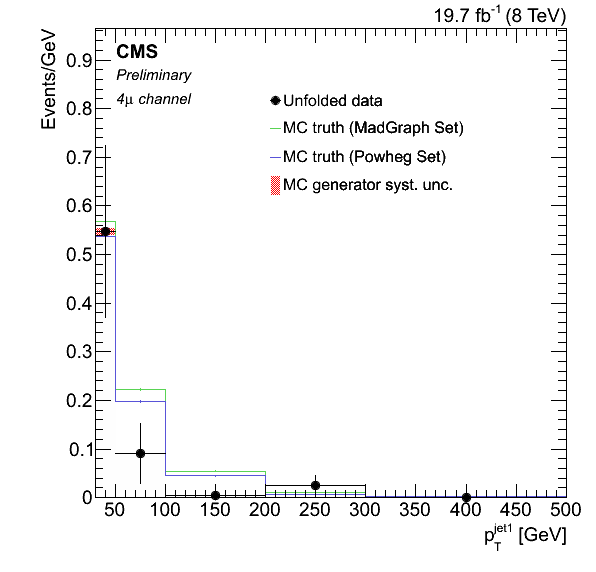 19.7 fb⁻¹ (8 TeV)
Events/GeV
CMS
Preliminary
4μ channel
Unfolded data
MC truth (MadGraph Set)
MC truth (Powheg Set)
MC generator syst. unc.
0.9
0.8
0.7
0.6
0.5
0.4
0.3
0.2
0.1
0
50 100 150 200 250 300 350 400 450 500
p_T^jet1 [GeV]